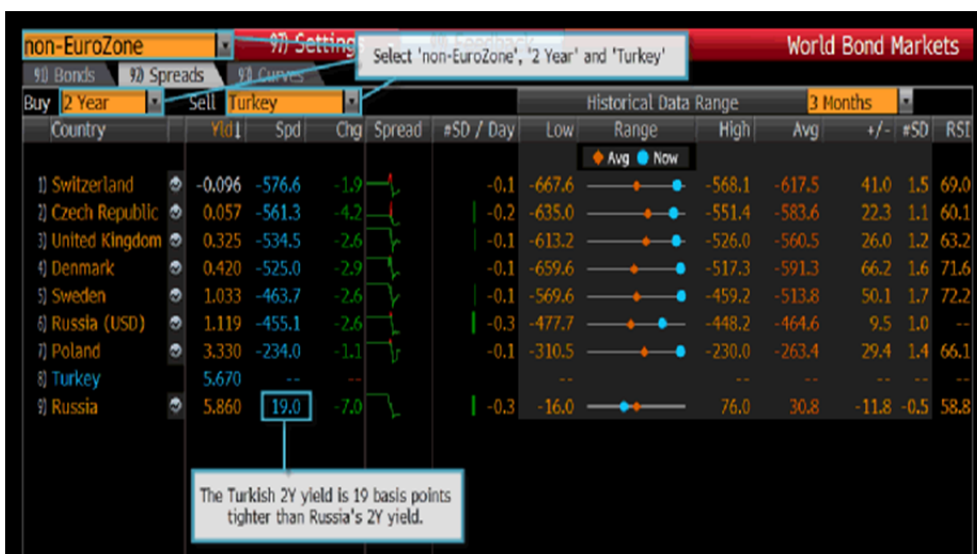 non-EuroZone 97) Settings Feedback World Bond Markets
Select 'non-EuroZone', '2 Year' and 'Turkey'
91) Bonds 92) Spreads 93) Curves
Buy 2 Year Sell Turkey Historical Data Range 3 Months
Country Yld↓ Spd Chg Spread #SD / Day Low Range High Avg +/- #SD RSI
Avg Now
1) Switzerland -0.096 -576.6 -1.9 -0.1 -667.6 -568.1 -617.5 41.0 1.5 69.0
2) Czech Republic 0.057 -561.3 -4.2 -0.2 -635.0 -551.4 -583.6 22.3 1.1 60.1
3) United Kingdom 0.325 -534.5 -2.6 -0.1 -613.2 -526.0 -560.5 26.0 1.2 63.2
4) Denmark 0.420 -525.0 -2.9 -0.1 -659.6 -517.3 -591.3 66.2 1.6 71.6
5) Sweden 1.033 -463.7 -2.6 -0.1 -569.6 -459.2 -513.8 50.1 1.7 72.2
6) Russia (USD) 1.119 -455.1 -2.6 -0.3 -477.7 -448.2 -464.6 9.5 1.0 --
7) Poland 3.330 -234.0 -1.1 -0.1 -310.5 -230.0 -263.4 29.4 1.4 66.1
8) Turkey 5.670 -- -- -- -- -- -- -- --
9) Russia 5.860 19.0 -7.0 -0.3 -16.0 76.0 30.8 -11.8 -0.5 58.8
The Turkish 2Y yield is 19 basis points
tighter than Russia's 2Y yield.